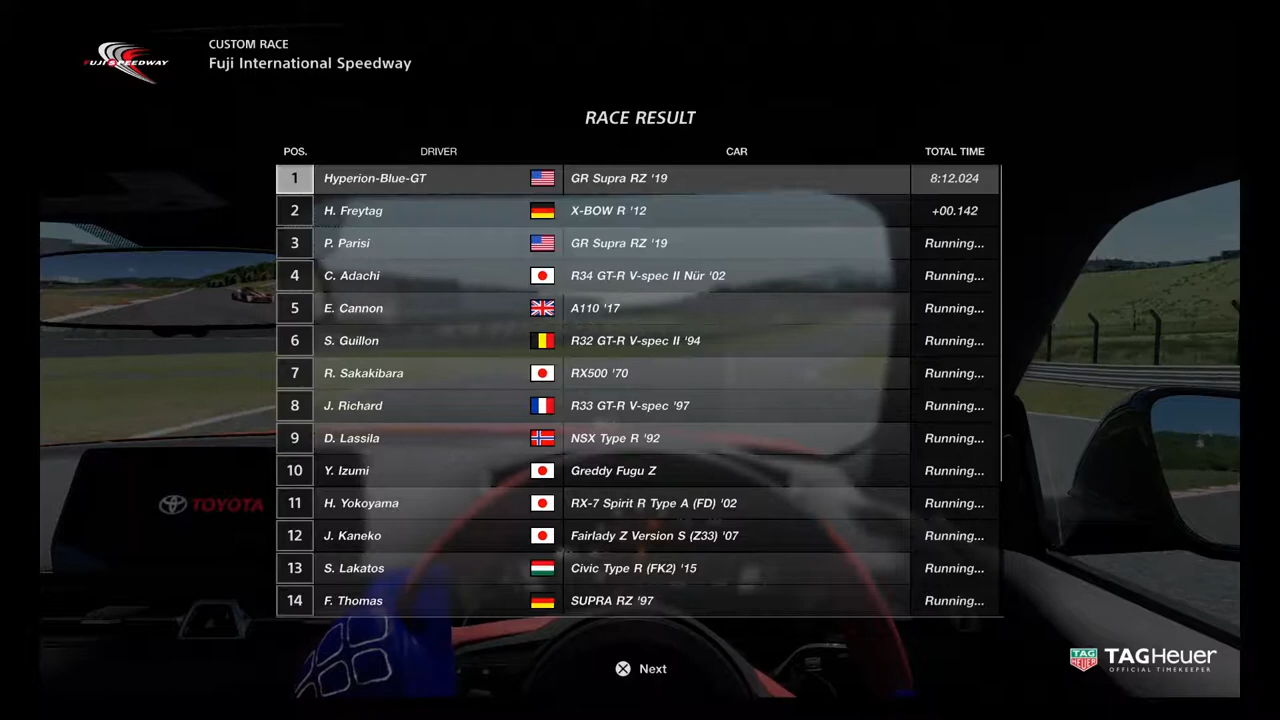 FUJI SPEEDWAY
CUSTOM RACE
Fuji International Speedway
RACE RESULT
POS. DRIVER CAR TOTAL TIME
1 Hyperion-Blue-GT GR Supra RZ '19 8:12.024
2 H. Freytag X-BOW R '12 +00.142
3 P. Parisi GR Supra RZ '19 Running...
4 C. Adachi R34 GT-R V-spec II Nür '02 Running...
5 E. Cannon A110 '17 Running...
6 S. Guillon R32 GT-R V-spec II '94 Running...
7 R. Sakakibara RX500 '70 Running...
8 J. Richard R33 GT-R V-spec '97 Running...
9 D. Lassila NSX Type R '92 Running...
10 Y. Izumi Greddy Fugu Z Running...
11 H. Yokoyama RX-7 Spirit R Type A (FD) '02 Running...
12 J. Kaneko Fairlady Z Version S (Z33) '07 Running...
13 S. Lakatos Civic Type R (FK2) '15 Running...
14 F. Thomas SUPRA RZ '97 Running...
TOYOTA
Next
TAG HEUER
TAGHeuer
OFFICIAL TIMEKEEPER